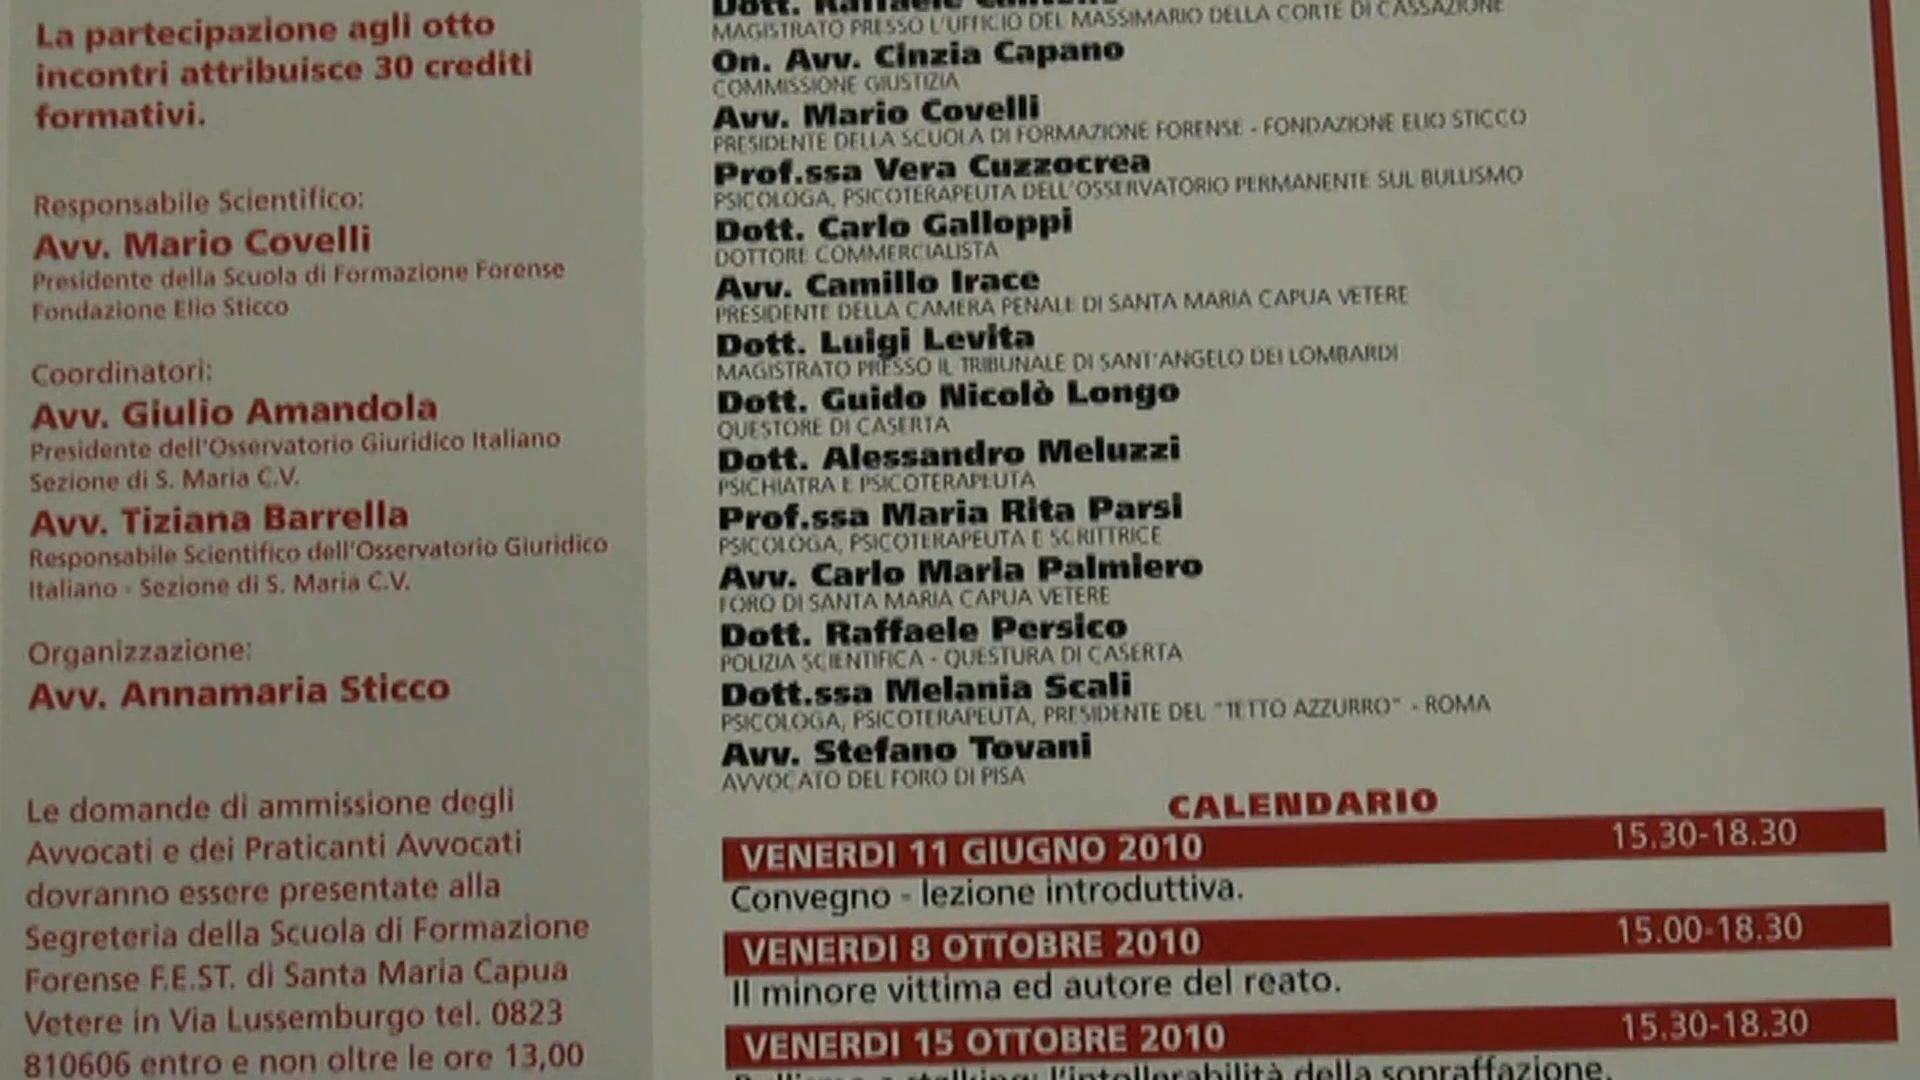 La partecipazione agli otto
incontri attribuisce 30 crediti
formativi.
Responsabile Scientifico:
Avv. Mario Covelli
Presidente della Scuola di Formazione Forense
Fondazione Elio Sticco
Coordinatori:
Avv. Giulio Amandola
Presidente dell'Osservatorio Giuridico Italiano
Sezione di S. Maria C.V.
Avv. Tiziana Barrella
Responsabile Scientifico dell'Osservatorio Giuridico
Italiano - Sezione di S. Maria C.V.
Organizzazione:
Avv. Annamaria Sticco
Le domande di ammissione degli
Avvocati e dei Praticanti Avvocati
dovranno essere presentate alla
Segreteria della Scuola di Formazione
Forense F.E.ST. di Santa Maria Capua
Vetere in Via Lussemburgo tel. 0823
810606 entro e non oltre le ore 13,00
Dott. Raffaele
MAGISTRATO PRESSO L'UFFICIO DEL MASSIMARIO DELLA CORTE DI CASSAZIONE
On. Avv. Cinzia Capano
COMMISSIONE GIUSTIZIA
Avv. Mario Covelli
PRESIDENTE DELLA SCUOLA DI FORMAZIONE FORENSE - FONDAZIONE ELIO STICCO
Prof.ssa Vera Cuzzocrea
PSICOLOGA, PSICOTERAPEUTA DELL'OSSERVATORIO PERMANENTE SUL BULLISMO
Dott. Carlo Galloppi
DOTTORE COMMERCIALISTA
Avv. Camillo Irace
PRESIDENTE DELLA CAMERA PENALE DI SANTA MARIA CAPUA VETERE
Dott. Luigi Levita
MAGISTRATO PRESSO IL TRIBUNALE DI SANT'ANGELO DEI LOMBARDI
Dott. Guido Nicolò Longo
QUESTORE DI CASERTA
Dott. Alessandro Meluzzi
PSICHIATRA E PSICOTERAPEUTA
Prof.ssa Maria Rita Parsi
PSICOLOGA, PSICOTERAPEUTA E SCRITTRICE
Avv. Carlo Maria Palmiero
FORO DI SANTA MARIA CAPUA VETERE
Dott. Raffaele Persico
POLIZIA SCIENTIFICA - QUESTURA DI CASERTA
Dott.ssa Melania Scali
PSICOLOGA, PSICOTERAPEUTA, PRESIDENTE DEL "TETTO AZZURRO" - ROMA
Avv. Stefano Tovani
AVVOCATO DEL FORO DI PISA
CALENDARIO
VENERDI 11 GIUGNO 2010 15.30-18.30
Convegno - lezione introduttiva.
VENERDI 8 OTTOBRE 2010 15.00-18.30
Il minore vittima ed autore del reato.
VENERDI 15 OTTOBRE 2010 15.30-18.30
Bullismo e stalking: l'intollerabilità della sopraffazione.